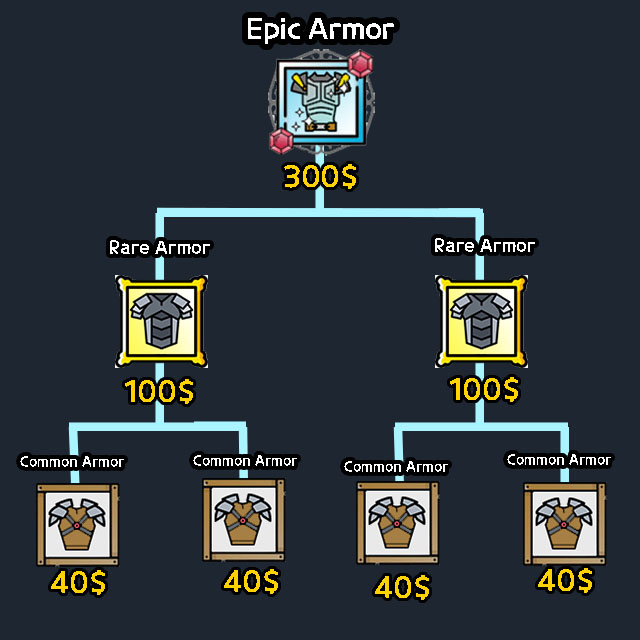 Epic Armor
300$
Rare Armor
Rare Armor
100$
100$
Common Armor
Common Armor
Common Armor
Common Armor
40$
40$
40$
40$